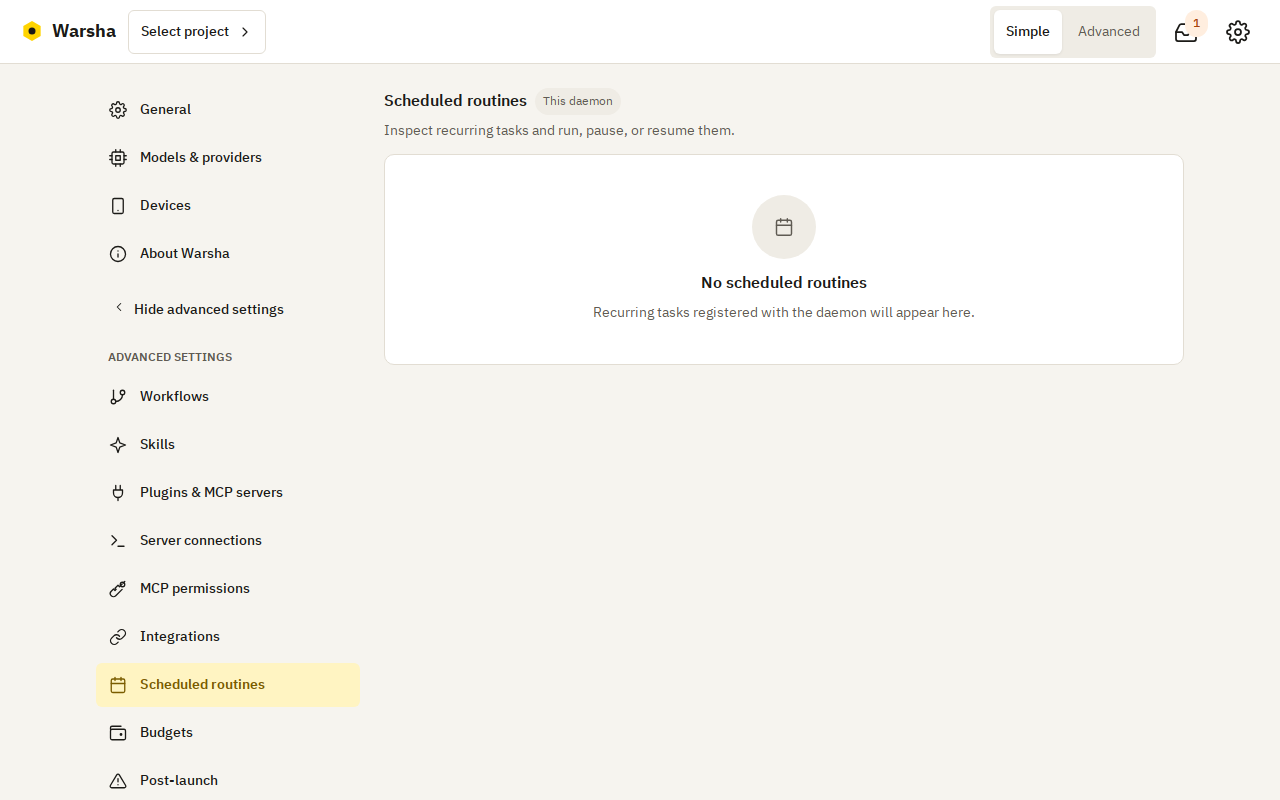 Warsha
Select project
Simple
Advanced
1
General
Models & providers
Devices
About Warsha
Hide advanced settings
ADVANCED SETTINGS
Workflows
Skills
Plugins & MCP servers
Server connections
MCP permissions
Integrations
Scheduled routines
Budgets
Post-launch
Scheduled routines This daemon
Inspect recurring tasks and run, pause, or resume them.
No scheduled routines
Recurring tasks registered with the daemon will appear here.